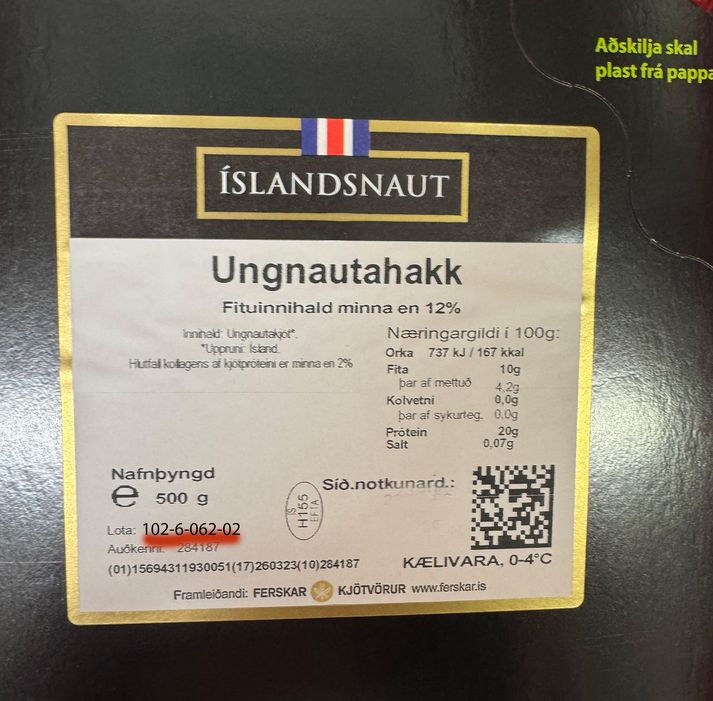 Aðskilja skal
plast frá pappa
ÍSLANDSNAUT
Ungnautahakk
Fituinnihald minna en 12%
Innihald: Ungnautakjöt*.
*Uppruni: Ísland.
Hlutfall kollagens af kjötpróteini er minna en 2%
Næringargildi í 100g:
Orka 737 kJ / 167 kkal
Fita 10g
þar af mettuð 4,2g
Kolvetni 0,0g
þar af sykurteg. 0,0g
Prótein 20g
Salt 0,07g
Nafnþyngd
e 500 g
IS
H155
EFTA
Síð.notkunard.:
Lota: 102-6-062-02
Auðkennr.: 284187
(01)15694311930051(17)260323(10)284187
KÆLIVARA, 0-4°C
Framleiðandi: FERSKAR KJÖTVÖRUR www.ferskar.is